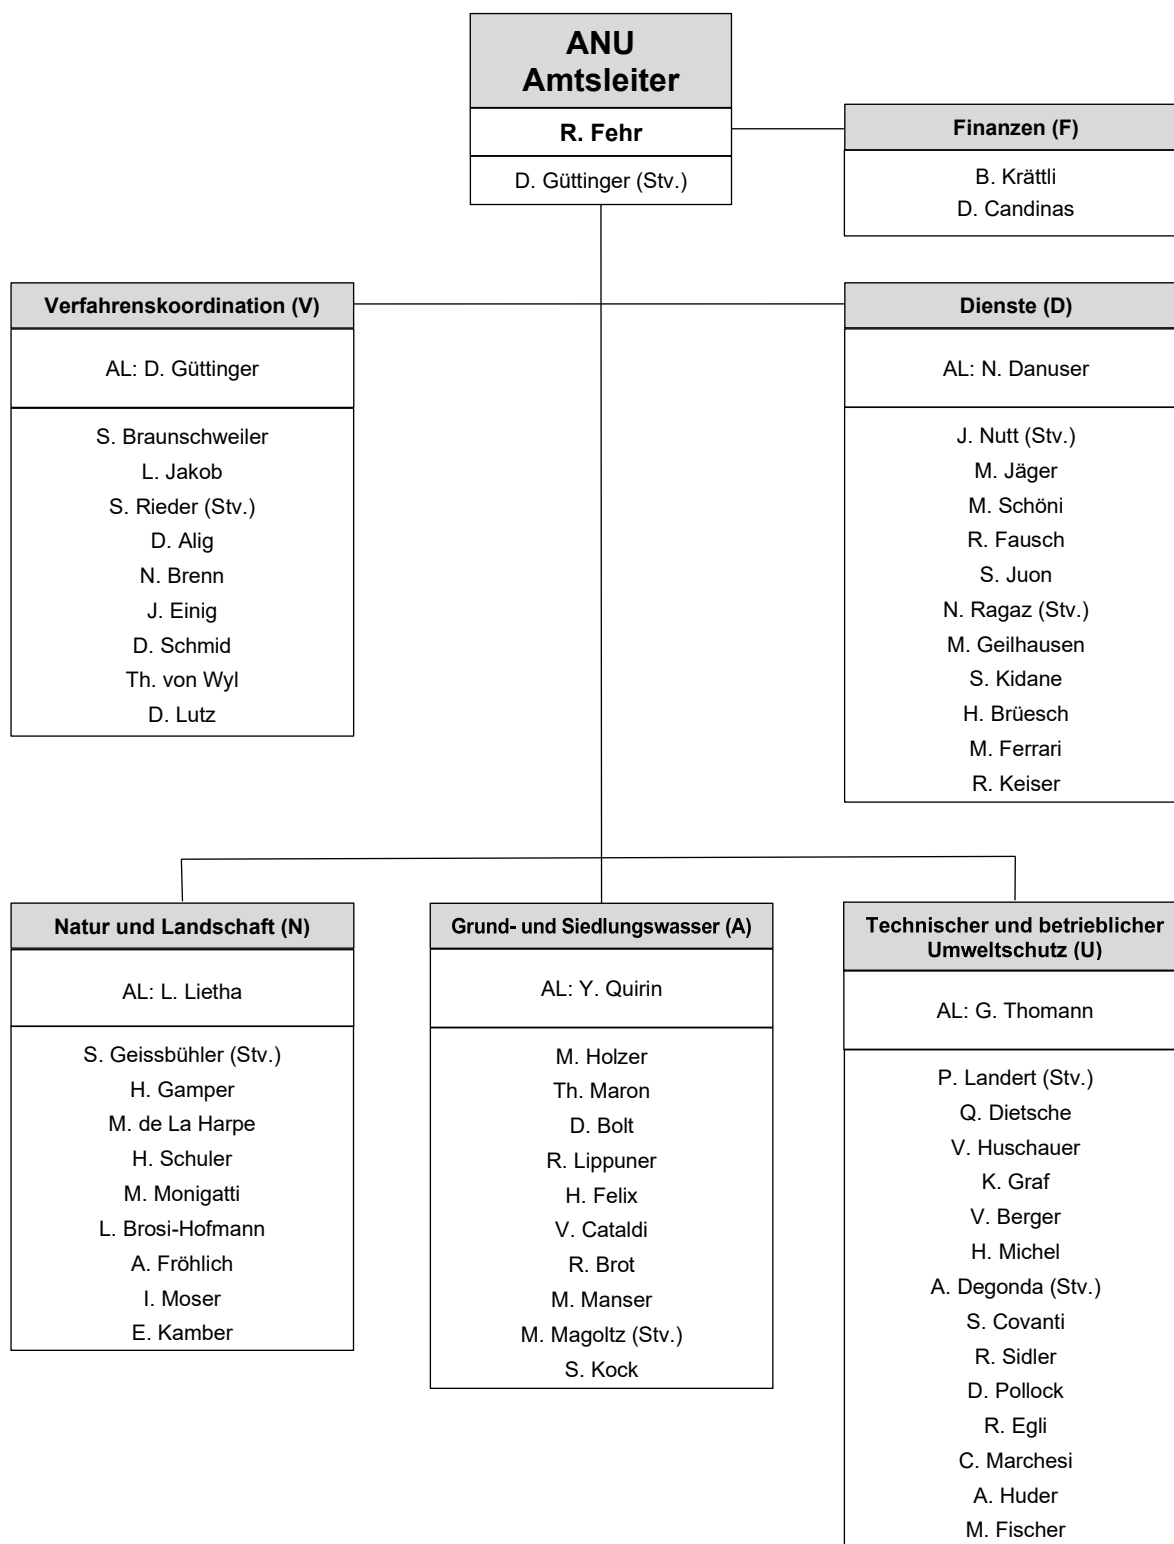 ANU
Amtsleiter
R. Fehr
D. Güttinger (Stv.)
Finanzen (F)
B. Krättli
D. Candinas
Verfahrenskoordination (V)
AL: D. Güttinger
S. Braunschweiler
L. Jakob
S. Rieder (Stv.)
D. Alig
N. Brenn
J. Einig
D. Schmid
Th. von Wyl
D. Lutz
Dienste (D)
AL: N. Danuser
J. Nutt (Stv.)
M. Jäger
M. Schöni
R. Fausch
S. Juon
N. Ragaz (Stv.)
M. Geilhausen
S. Kidane
H. Brüesch
M. Ferrari
R. Keiser
Natur und Landschaft (N)
AL: L. Lietha
S. Geissbühler (Stv.)
H. Gamper
M. de La Harpe
H. Schuler
M. Monigatti
L. Brosi-Hofmann
A. Fröhlich
I. Moser
E. Kamber
Grund- und Siedlungswasser (A)
AL: Y. Quirin
M. Holzer
Th. Maron
D. Bolt
R. Lippuner
H. Felix
V. Cataldi
R. Brot
M. Manser
M. Magoltz (Stv.)
S. Kock
Technischer und betrieblicher
Umweltschutz (U)
AL: G. Thomann
P. Landert (Stv.)
Q. Dietsche
V. Huschauer
K. Graf
V. Berger
H. Michel
A. Degonda (Stv.)
S. Covanti
R. Sidler
D. Pollock
R. Egli
C. Marchesi
A. Huder
M. Fischer